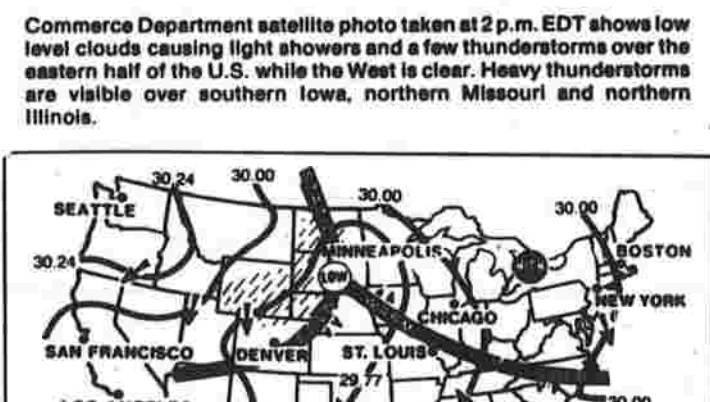 Commerce Department satellite photo taken at 2 p.m. EDT shows low
level clouds causing light showers and a few thunderstorms over the
eastern half of the U.S. while the West is clear. Heavy thunderstorms
are visible over southern Iowa, northern Missouri and northern
Illinois.
30.24 30.00 30.00 30.00
SEATTLE
MINNEAPOLIS BOSTON
30.24 LOW
NEW YORK
CHICAGO
SAN FRANCISCO DENVER ST. LOUIS
29.77
30.00